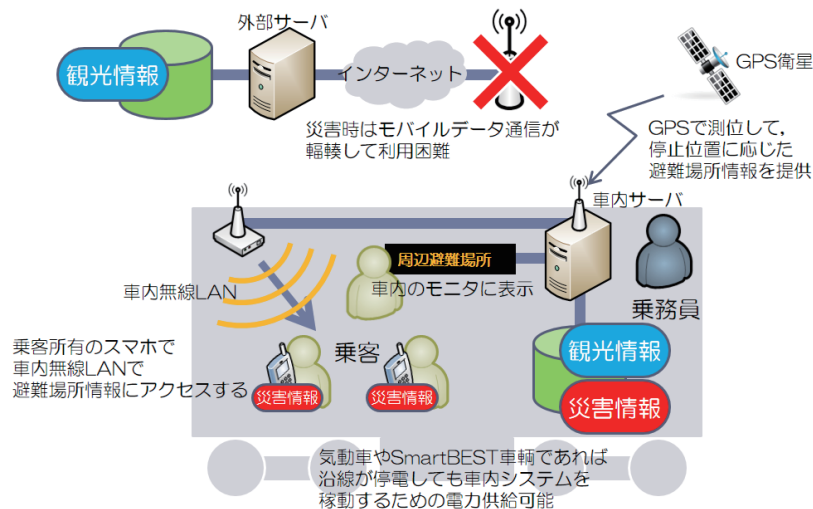 外部サーバ
観光情報
インターネット
GPS衛星
災害時はモバイルデータ通信が
輻輳して利用困難
GPSで測位して,
停止位置に応じた
避難場所情報を提供
車内サーバ
周辺避難場所
車内無線LAN
車内のモニタに表示
乗務員
乗客所有のスマホで
車内無線LANで
避難場所情報にアクセスする
乗客
災害情報
災害情報
観光情報
災害情報
気動車やSmartBEST車輌であれば
沿線が停電しても車内システムを
稼動するための電力供給可能